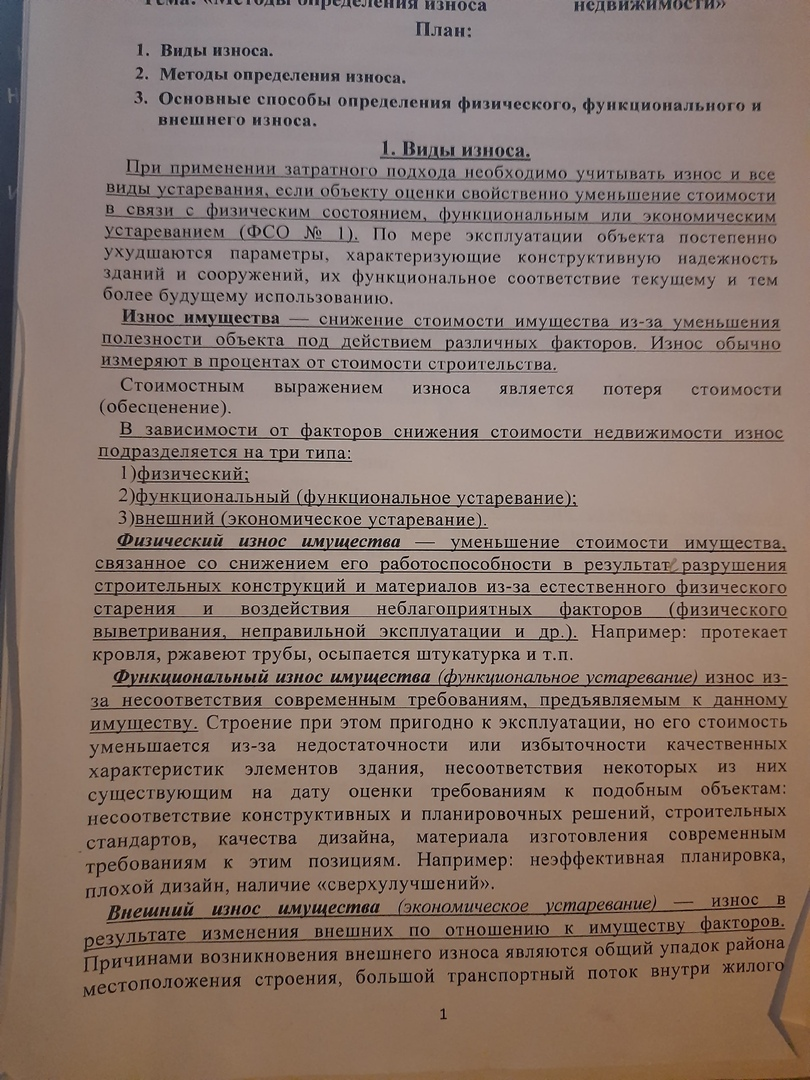 Тема: «Методы определения износа недвижимости»
План:
1. Виды износа.
2. Методы определения износа.
3. Основные способы определения физического, функционального и
внешнего износа.
1. Виды износа.
При применении затратного подхода необходимо учитывать износ и все
виды устаревания, если объекту оценки свойственно уменьшение стоимости
в связи с физическим состоянием, функциональным или экономическим
устареванием (ФСО № 1). По мере эксплуатации объекта постепенно
ухудшаются параметры, характеризующие конструктивную надежность
зданий и сооружений, их функциональное соответствие текущему и тем
более будущему использованию.
Износ имущества — снижение стоимости имущества из-за уменьшения
полезности объекта под действием различных факторов. Износ обычно
измеряют в процентах от стоимости строительства.
Стоимостным выражением износа является потеря стоимости
(обесценение).
В зависимости от факторов снижения стоимости недвижимости износ
подразделяется на три типа:
1)физический;
2)функциональный (функциональное устаревание);
3)внешний (экономическое устаревание).
Физический износ имущества — уменьшение стоимости имущества,
связанное со снижением его работоспособности в результате разрушения
строительных конструкций и материалов из-за естественного физического
старения и воздействия неблагоприятных факторов (физического
выветривания, неправильной эксплуатации и др.). Например: протекает
кровля, ржавеют трубы, осыпается штукатурка и т.п.
Функциональный износ имущества (функциональное устаревание) износ из-
за несоответствия современным требованиям, предъявляемым к данному
имуществу. Строение при этом пригодно к эксплуатации, но его стоимость
уменьшается из-за недостаточности или избыточности качественных
характеристик элементов здания, несоответствия некоторых из них
существующим на дату оценки требованиям к подобным объектам:
несоответствие конструктивных и планировочных решений, строительных
стандартов, качества дизайна, материала изготовления современным
требованиям к этим позициям. Например: неэффективная планировка,
плохой дизайн, наличие «сверхулучшений».
Внешний износ имущества (экономическое устаревание) — износ в
результате изменения внешних по отношению к имуществу факторов.
Причинами возникновения внешнего износа являются общий упадок района
местоположения строения, большой транспортный поток внутри жилого
1